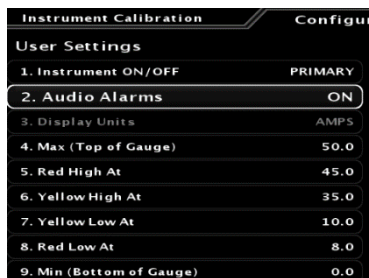 Instrument Calibration Configu
User Settings
1. Instrument ON/OFF PRIMARY
2. Audio Alarms ON
3. Display Units AMPS
4. Max (Top of Gauge) 50.0
5. Red High At 45.0
6. Yellow High At 35.0
7. Yellow Low At 10.0
8. Red Low At 8.0
9. Min (Bottom of Gauge) 0.0